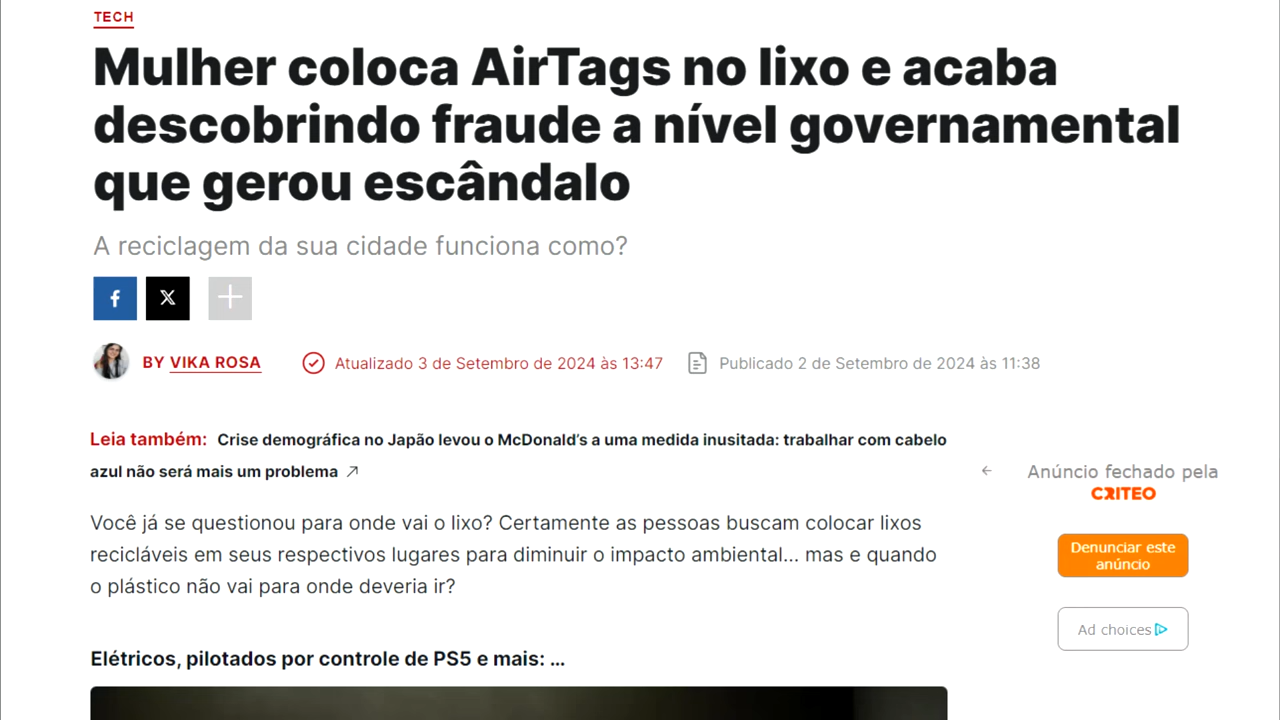 TECH
Mulher coloca AirTags no lixo e acaba
descobrindo fraude a nível governamental
que gerou escândalo
A reciclagem da sua cidade funciona como?
BY VIKA ROSA
Atualizado 3 de Setembro de 2024 às 13:47
Publicado 2 de Setembro de 2024 às 11:38
Leia também: Crise demográfica no Japão levou o McDonald's a uma medida inusitada: trabalhar com cabelo
azul não será mais um problema ↗
Anúncio fechado pela
CRITEO
Denunciar este
anúncio
Ad choices
Você já se questionou para onde vai o lixo? Certamente as pessoas buscam colocar lixos
recicláveis em seus respectivos lugares para diminuir o impacto ambiental... mas e quando
o plástico não vai para onde deveria ir?
Elétricos, pilotados por controle de PS5 e mais: ...